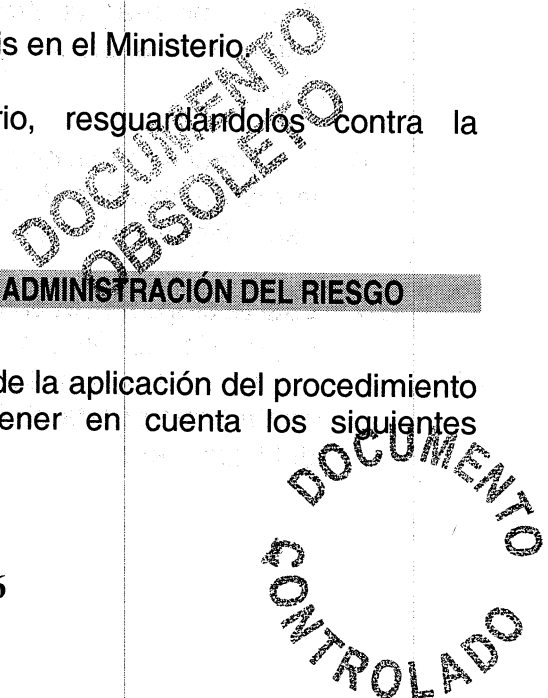 is en el Ministerio.
rio, resguardándolos contra la
DOCUMENTO
OBSOLETO
ADMINISTRACIÓN DEL RIESGO
de la aplicación del procedimiento
ener en cuenta los siguientes
DOCUMENTO
CONTROLADO